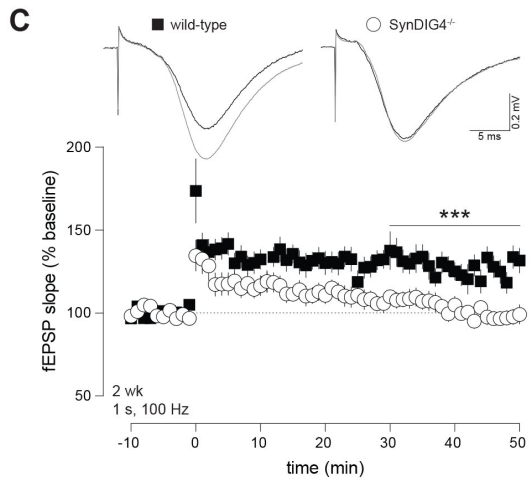 C
wild-type
SynDIG4-/-
0.2 mV
5 ms
200
150
100
50
fEPSP slope (% baseline)
***
2 wk
1 s, 100 Hz
-10 0 10 20 30 40 50
time (min)